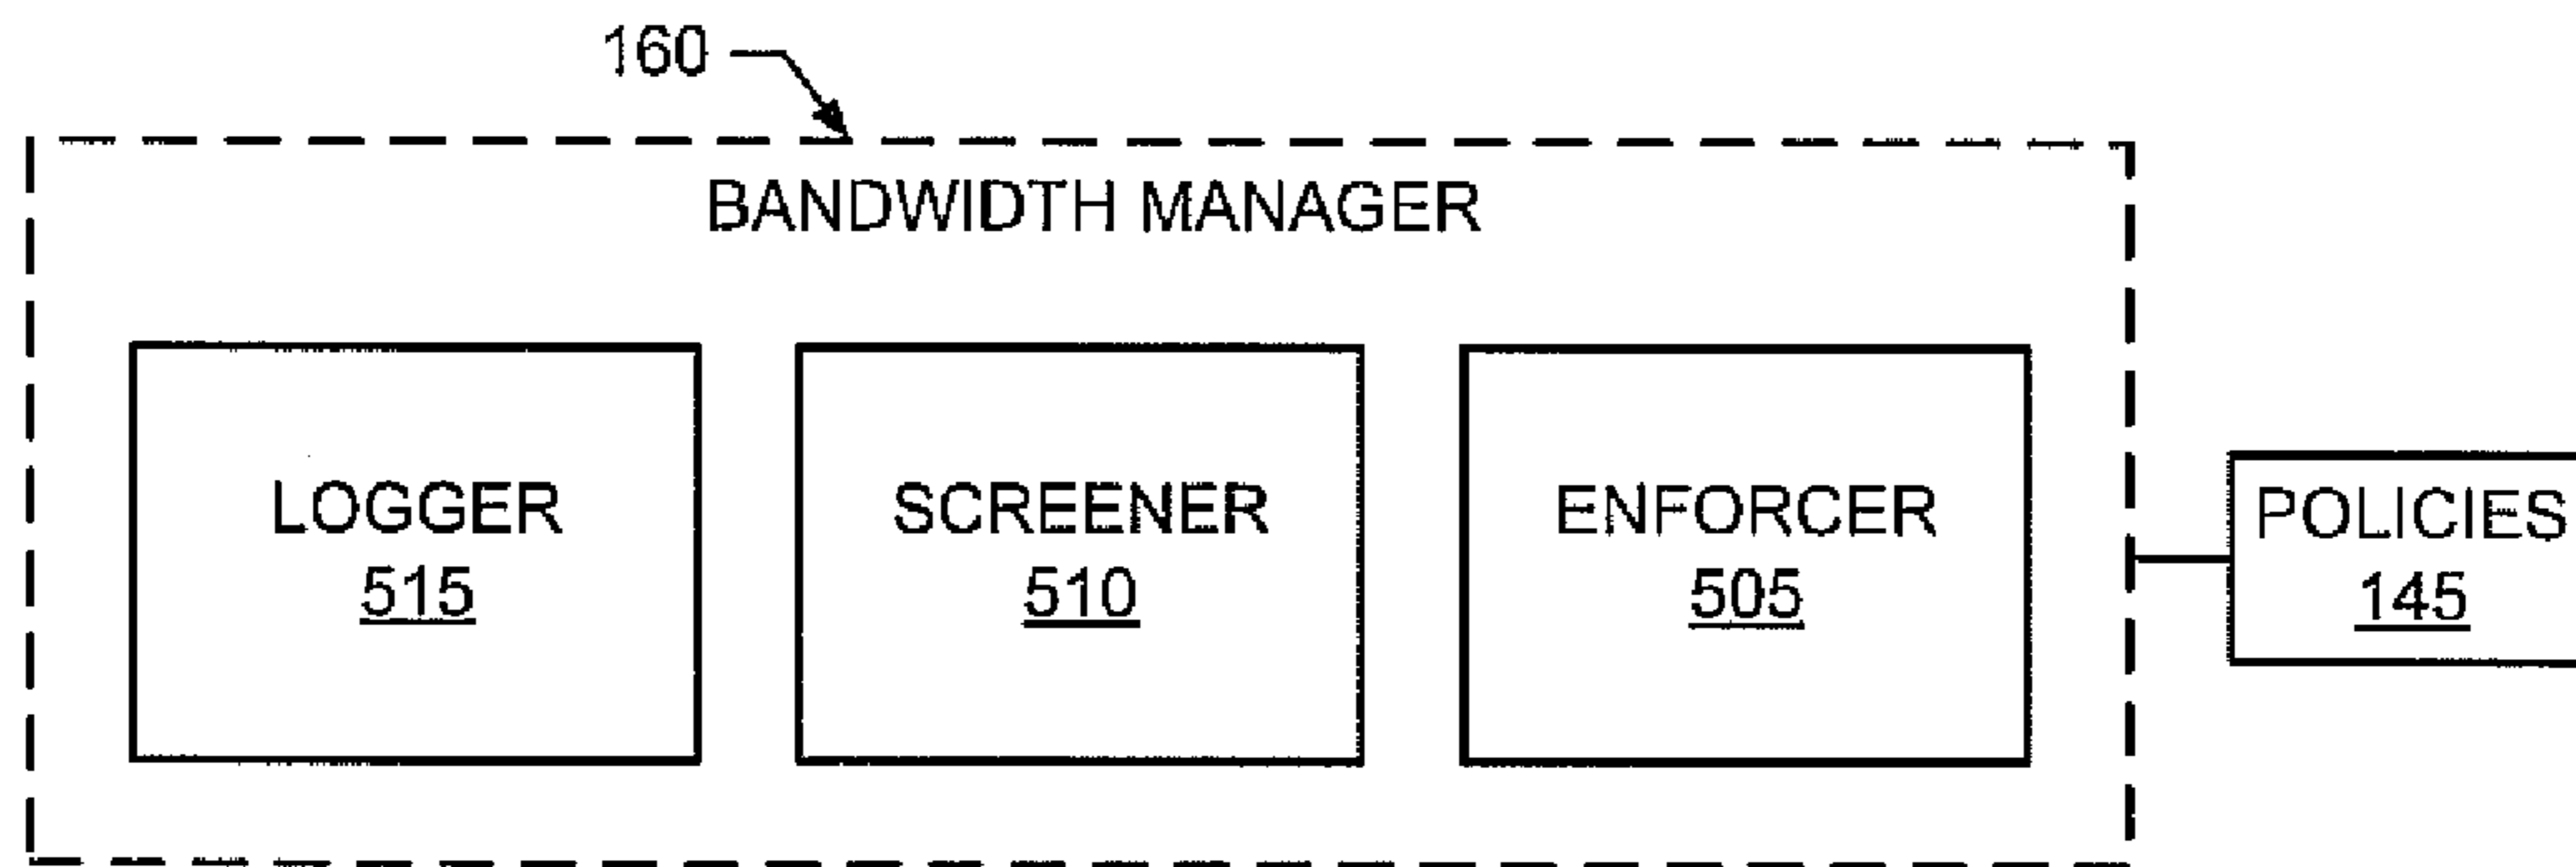 160
BANDWIDTH MANAGER
LOGGER
515
SCREENER
510
ENFORCER
505
POLICIES
145